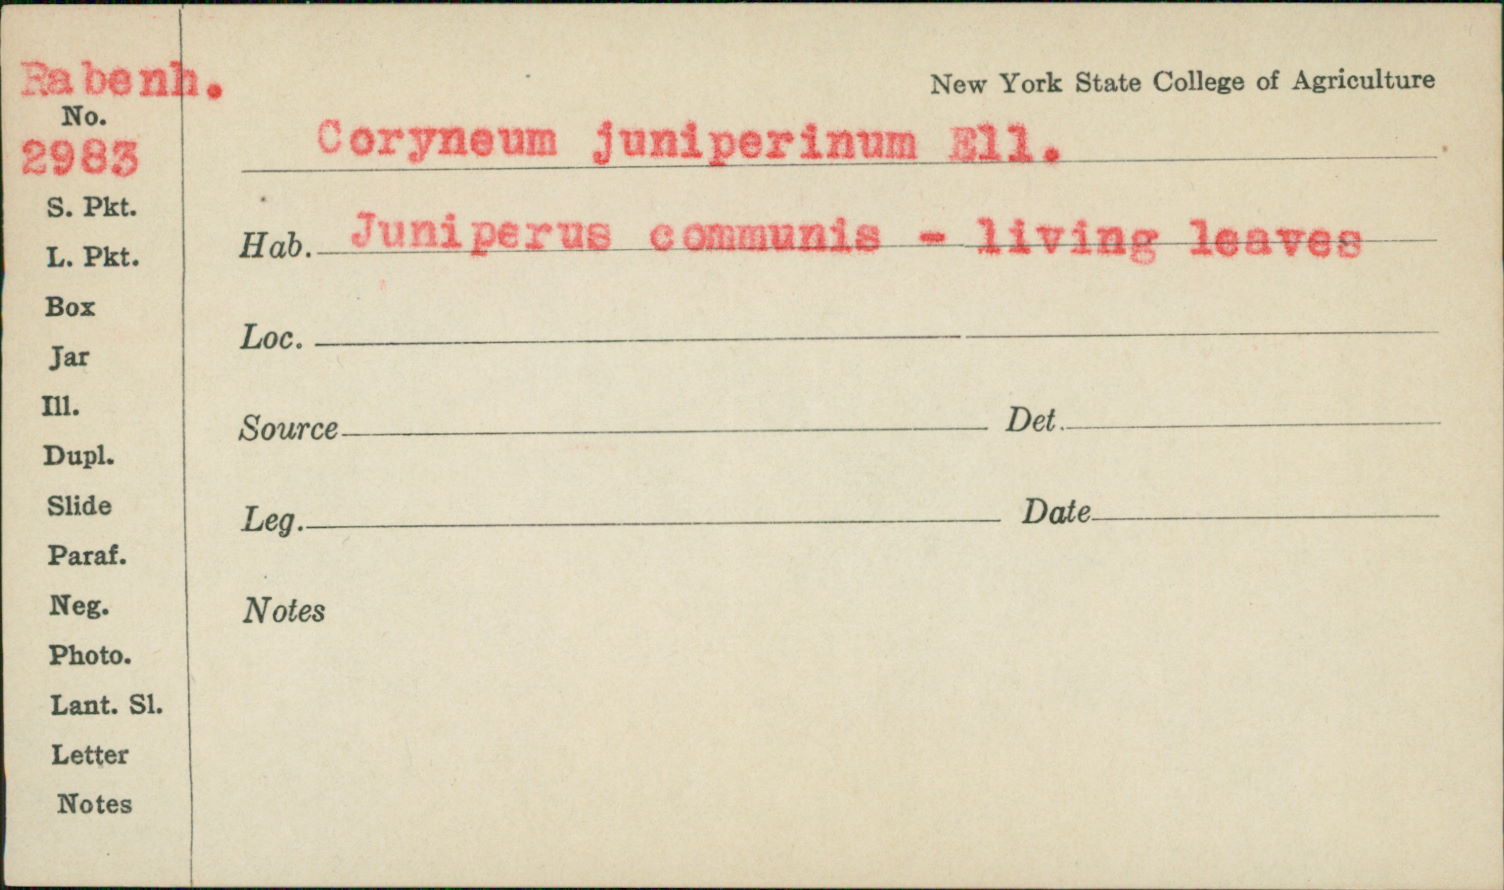 Rabenh.
No.
2983
S. Pkt.
L. Pkt.
Box
Jar
Ill.
Dupl.
Slide
Paraf.
Neg.
Photo.
Lant. Sl.
Letter
Notes
New York State College of Agriculture
Coryneum juniperinum Ell.
Hab. Juniperus communis - living leaves
Loc.
Source Det.
Leg. Date
Notes